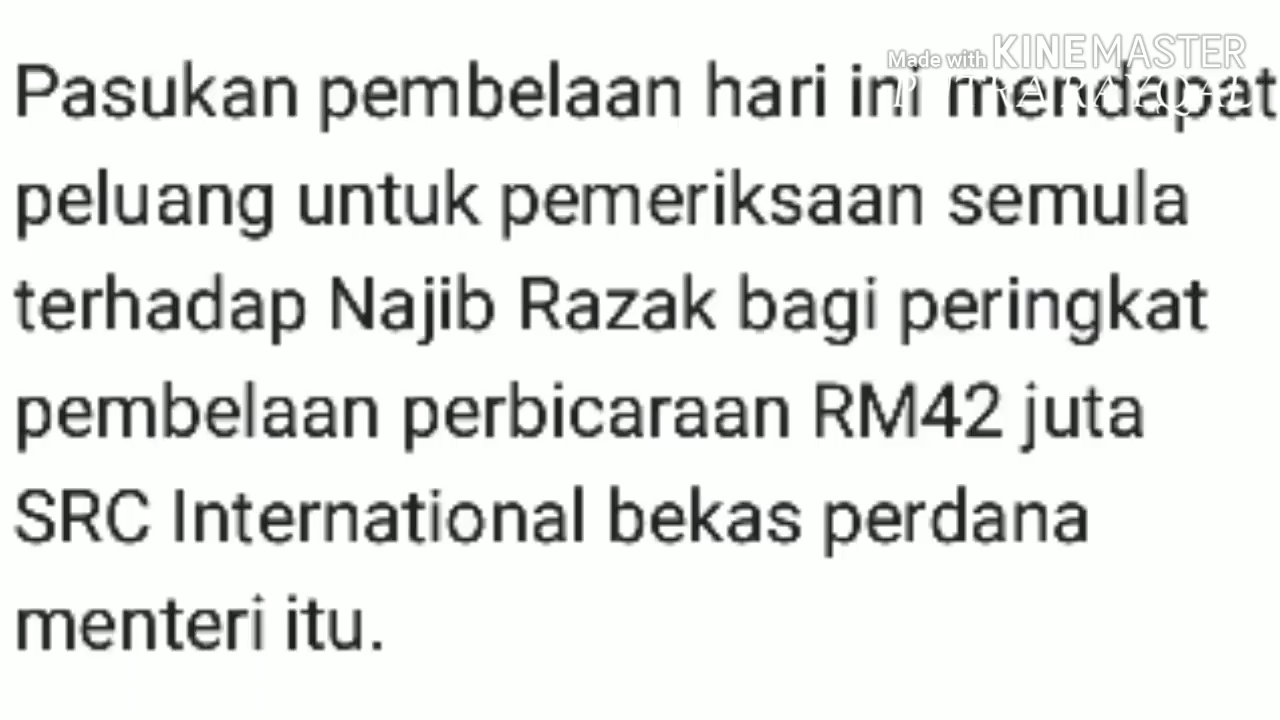 Made with KINEMASTER
Pasukan pembelaan hari ini mendapat
peluang untuk pemeriksaan semula
terhadap Najib Razak bagi peringkat
pembelaan perbicaraan RM42 juta
SRC International bekas perdana
menteri itu.